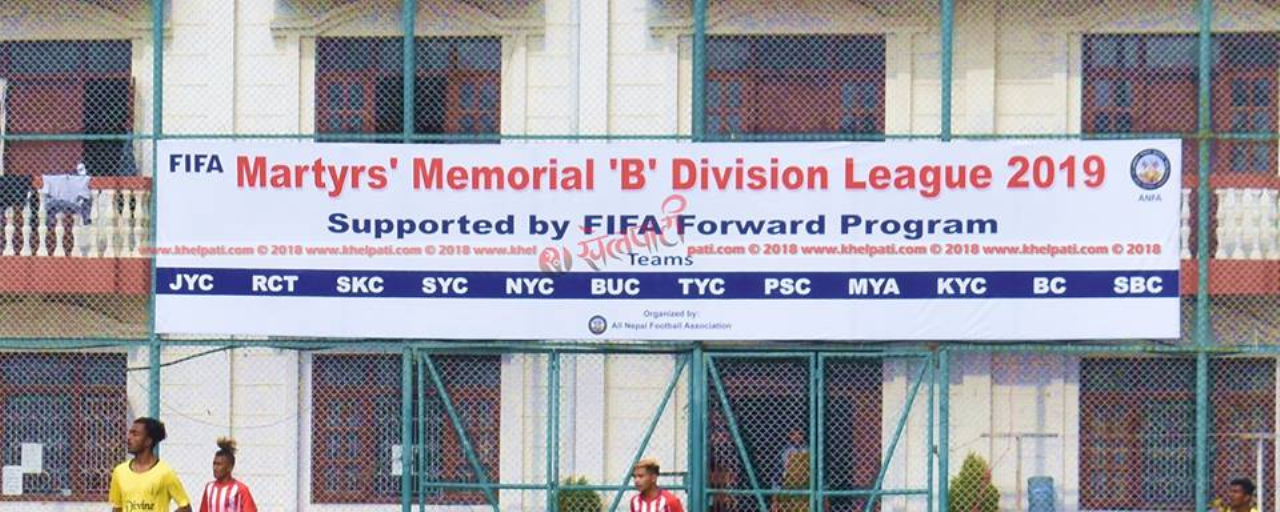 FIFA Martyrs' Memorial 'B' Division League 2019
ANFA
Supported by FIFA Forward Program
www.khelpati.com © 2018 www.khelpati.com © 2018 www.khel
खेलपाटी
pati.com © 2018 www.khelpati.com © 2018 www.khelpati.com © 2018
Teams
JYC RCT SKC SYC NYC BUC TYC PSC MYA KYC BC SBC
Organized by:
All Nepal Football Association
Divine